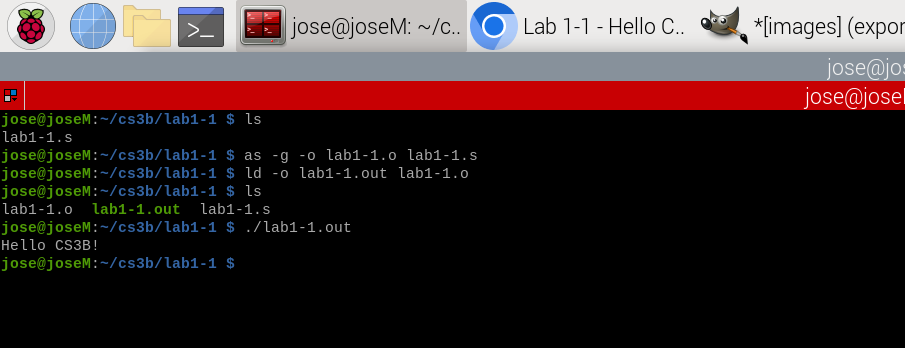 jose@joseM: ~/c.. Lab 1-1 - Hello C.. *[images] (expor
jose@jos
jose@joseM
jose@joseM:~/cs3b/lab1-1 $ ls
lab1-1.s
jose@joseM:~/cs3b/lab1-1 $ as -g -o lab1-1.o lab1-1.s
jose@joseM:~/cs3b/lab1-1 $ ld -o lab1-1.out lab1-1.o
jose@joseM:~/cs3b/lab1-1 $ ls
lab1-1.o  lab1-1.out  lab1-1.s
jose@joseM:~/cs3b/lab1-1 $ ./lab1-1.out
Hello CS3B!
jose@joseM:~/cs3b/lab1-1 $